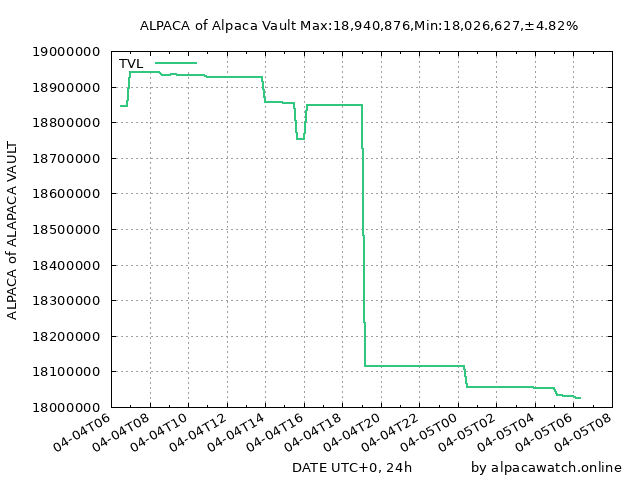 ALPACA of Alpaca Vault Max:18,940,876,Min:18,026,627,±4.82%
19000000
TVL
18900000
18800000
18700000
18600000
18500000
18400000
18300000
18200000
18100000
18000000
ALPACA of ALAPACA VAULT
04-04T06
04-04T08
04-04T10
04-04T12
04-04T14
04-04T16
04-04T18
04-04T20
04-04T22
04-05T00
04-05T02
04-05T04
04-05T06
04-05T08
DATE UTC+0, 24h
by alpacawatch.online